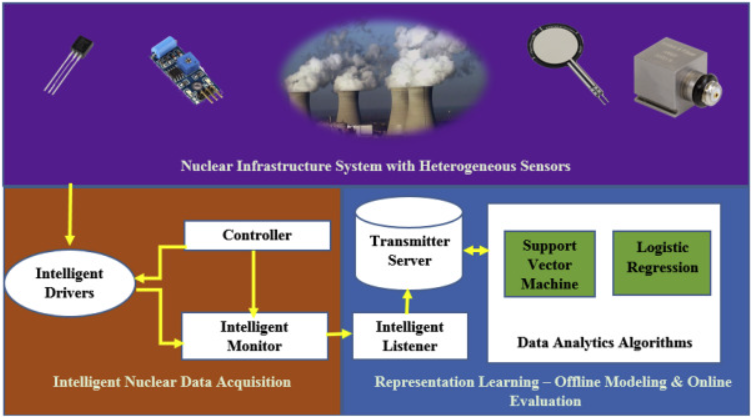 Nuclear Infrastructure System with Heterogeneous Sensors
Controller
Intelligent
Drivers
Intelligent
Monitor
Intelligent Nuclear Data Acquisition
Transmitter
Server
Intelligent
Listener
Support
Vector
Machine
Logistic
Regression
Data Analytics Algorithms
Representation Learning – Offline Modeling & Online
Evaluation